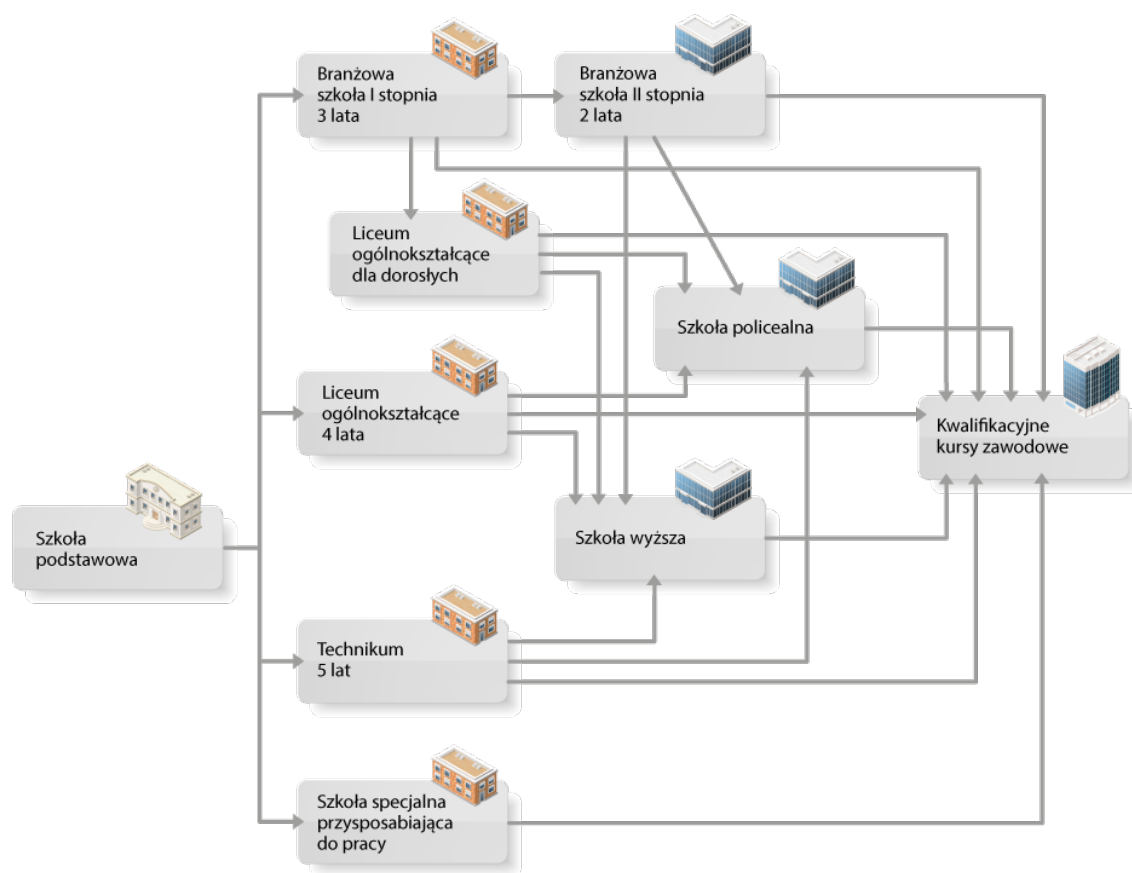 Branżowa
szkoła I stopnia
3 lata
Branżowa
szkoła II stopnia
2 lata
Liceum
ogólnokształcące
dla dorosłych
Szkoła policealna
Liceum
ogólnokształcące
4 lata
Kwalifikacyjne
kursy zawodowe
Szkoła
podstawowa
Szkoła wyższa
Technikum
5 lat
Szkoła specjalna
przysposabiająca
do pracy